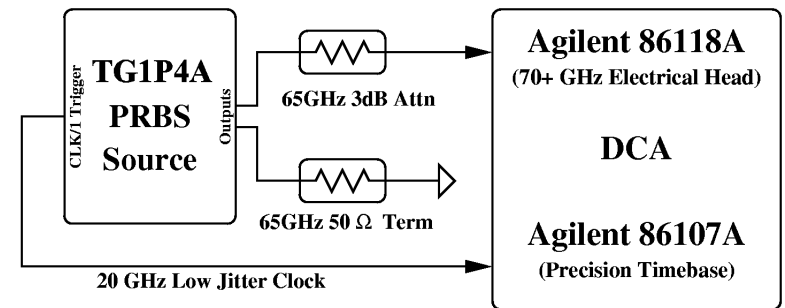 TG1P4A
PRBS
Source
CLK/1 Trigger
Outputs
65GHz 3dB Attn
65GHz 50 Ω Term
20 GHz Low Jitter Clock
Agilent 86118A
(70+ GHz Electrical Head)
DCA
Agilent 86107A
(Precision Timebase)